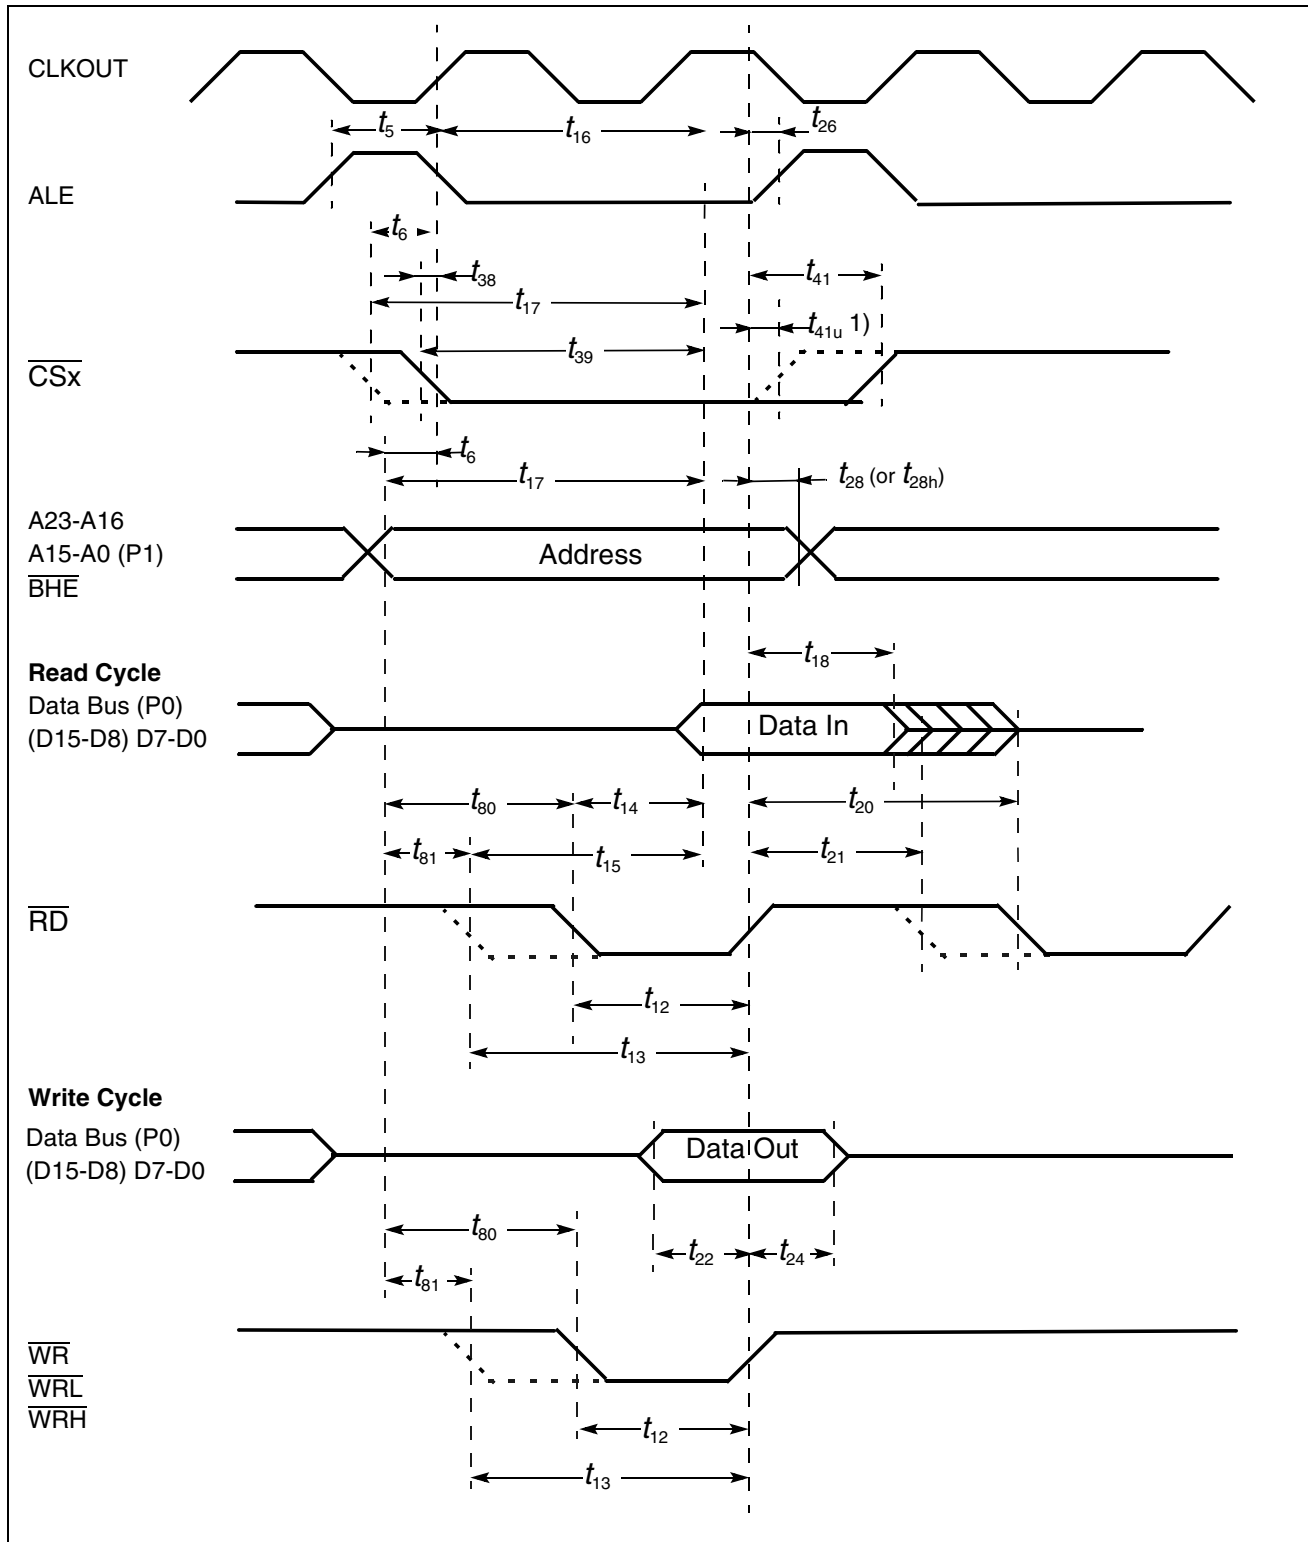 CLKOUT
t5
t16
t26
ALE
t6
t38
t41
t17
t41u 1)
t39
CSx
t6
t17
t28 (or t28h)
A23-A16
A15-A0 (P1)
Address
BHE
t18
Read Cycle
Data Bus (P0)
Data In
(D15-D8) D7-D0
t80
t14
t20
t81
t15
t21
RD
t12
t13
Write Cycle
Data Bus (P0)
Data Out
(D15-D8) D7-D0
t80
t22
t24
t81
WR
WRL
WRH
t12
t13